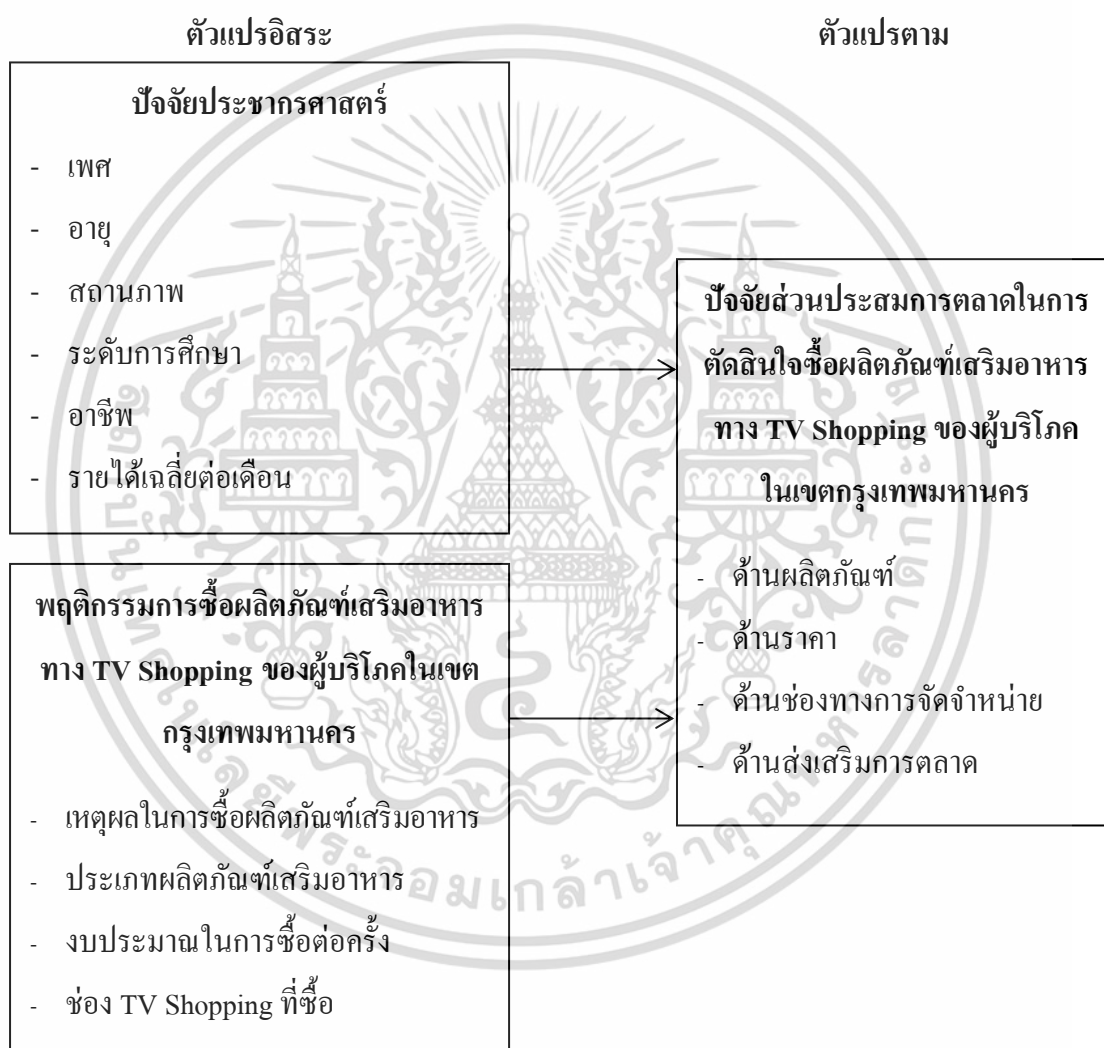 ตัวแปรอิสระ
ปัจจัยประชากรศาสตร์
- เพศ
- อายุ
- สถานภาพ
- ระดับการศึกษา
- อาชีพ
- รายได้เฉลี่ยต่อเดือน
พฤติกรรมการซื้อผลิตภัณฑ์เสริมอาหาร
ทาง TV Shopping ของผู้บริโภคในเขต
กรุงเทพมหานคร
- เหตุผลในการซื้อผลิตภัณฑ์เสริมอาหาร
- ประเภทผลิตภัณฑ์เสริมอาหาร
- งบประมาณในการซื้อต่อครั้ง
- ช่อง TV Shopping ที่ซื้อ
ตัวแปรตาม
ปัจจัยส่วนประสมการตลาดในการ
ตัดสินใจซื้อผลิตภัณฑ์เสริมอาหาร
ทาง TV Shopping ของผู้บริโภค
ในเขตกรุงเทพมหานคร
- ด้านผลิตภัณฑ์
- ด้านราคา
- ด้านช่องทางการจัดจำหน่าย
- ด้านส่งเสริมการตลาด